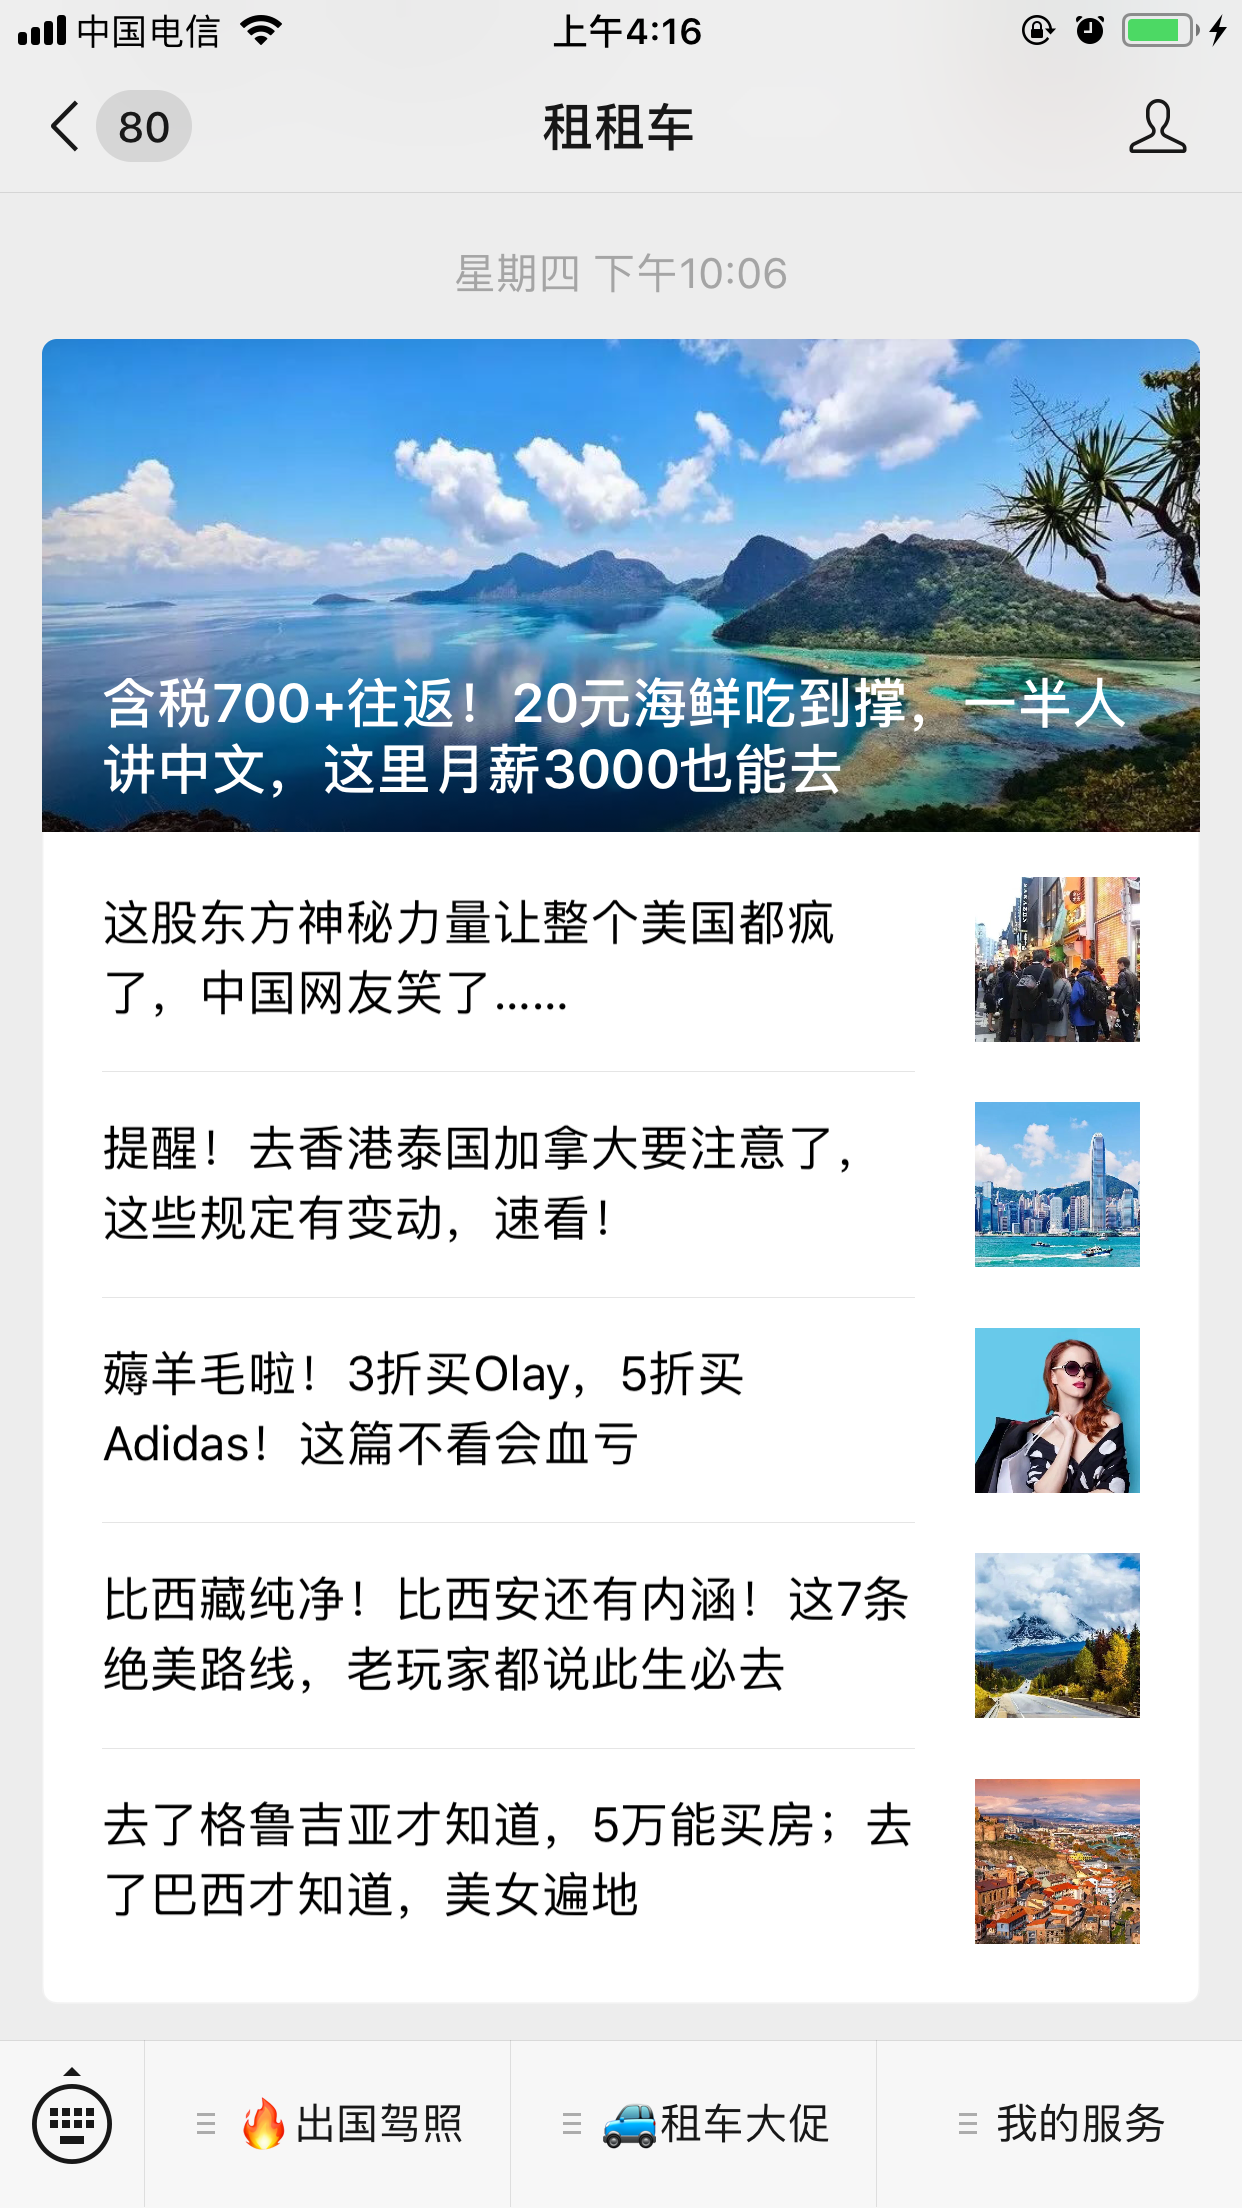 中国电信
上午4:16
80
租租车
星期四 下午10:06
含税700+往返！20元海鲜吃到撑，一半人
讲中文，这里月薪3000也能去
这股东方神秘力量让整个美国都疯
了，中国网友笑了......
提醒！去香港泰国加拿大要注意了，
这些规定有变动，速看！
薅羊毛啦！3折买Olay，5折买
Adidas！这篇不看会血亏
比西藏纯净！比西安还有内涵！这7条
绝美路线，老玩家都说此生必去
去了格鲁吉亚才知道，5万能买房；去
了巴西才知道，美女遍地
出国驾照
租车大促
我的服务